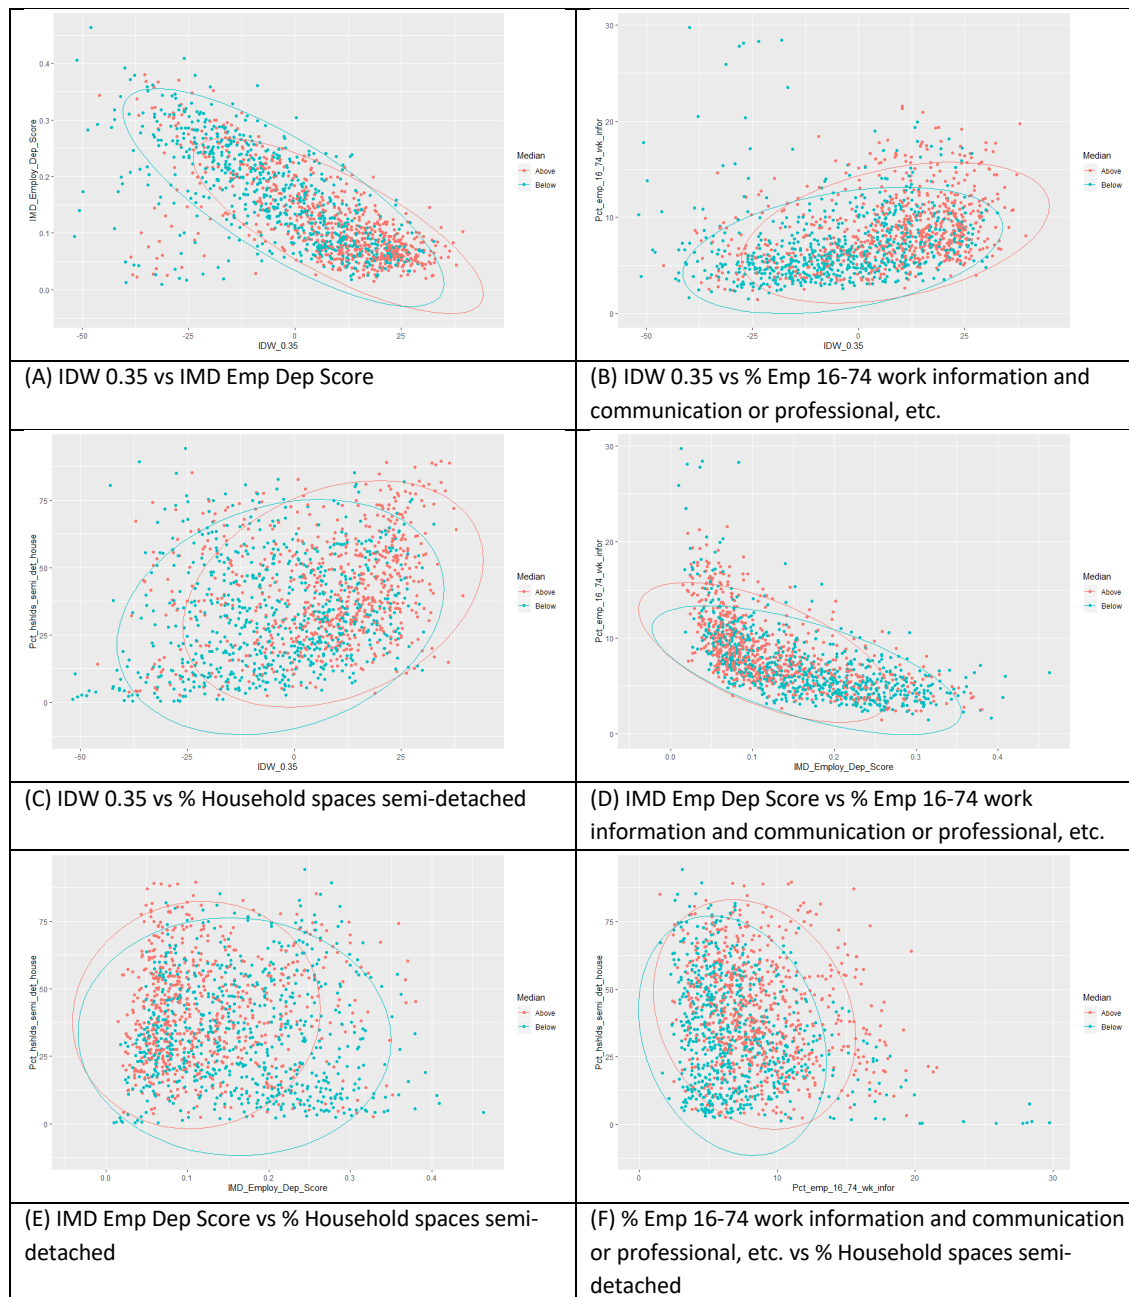 0.4
0.3
0.2
0.1
0.0
IMD_Employ_Dep_Score
-50
-25
0
25
IDW_0.35
Median
Above
Below
30
20
10
0
Pct_emp_16_74_wk_infor
-50
-25
0
25
IDW_0.35
Median
Above
Below
(A) IDW 0.35 vs IMD Emp Dep Score
(B) IDW 0.35 vs % Emp 16-74 work information and
communication or professional, etc.
75
50
25
0
Pct_hshlds_semi_det_house
-50
-25
0
25
IDW_0.35
Median
Above
Below
30
20
10
0
Pct_emp_16_74_wk_infor
0.0
0.1
0.2
0.3
0.4
IMD_Employ_Dep_Score
Median
Above
Below
(C) IDW 0.35 vs % Household spaces semi-detached
(D) IMD Emp Dep Score vs % Emp 16-74 work
information and communication or professional, etc.
75
50
25
0
Pct_hshlds_semi_det_house
0.0
0.1
0.2
0.3
0.4
IMD_Employ_Dep_Score
Median
Above
Below
75
50
25
0
Pct_hshlds_semi_det_house
0
10
20
30
Pct_emp_16_74_wk_infor
Median
Above
Below
(E) IMD Emp Dep Score vs % Household spaces semi-
detached
(F) % Emp 16-74 work information and communication
or professional, etc. vs % Household spaces semi-
detached